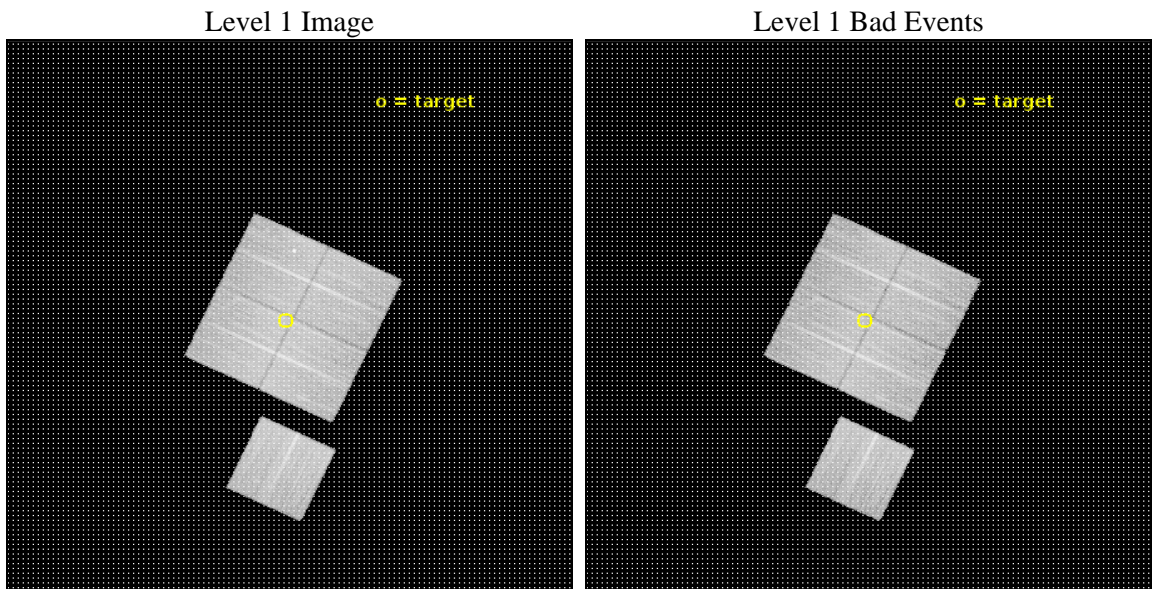 Level 1 Image
Level 1 Bad Events
o = target
o = target